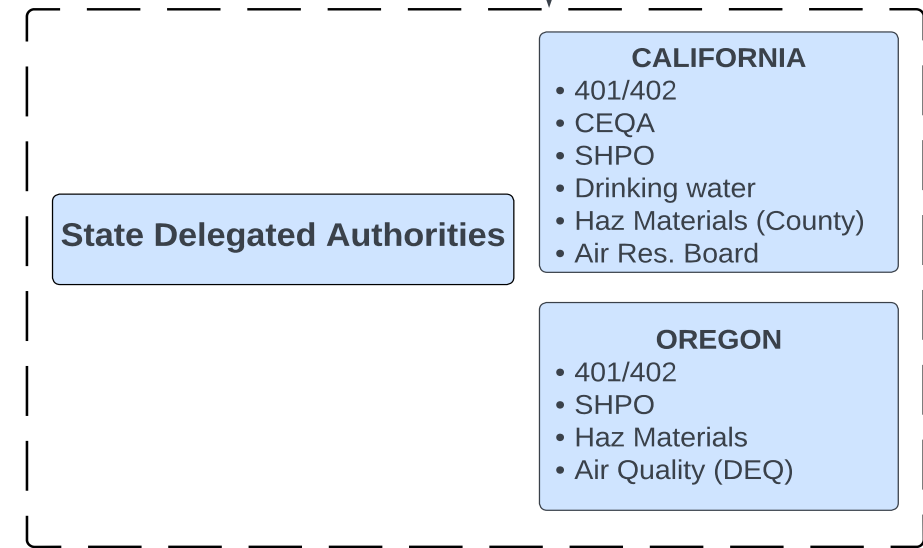 State Delegated Authorities
CALIFORNIA
• 401/402
• CEQA
• SHPO
• Drinking water
• Haz Materials (County)
• Air Res. Board
OREGON
• 401/402
• SHPO
• Haz Materials
• Air Quality (DEQ)